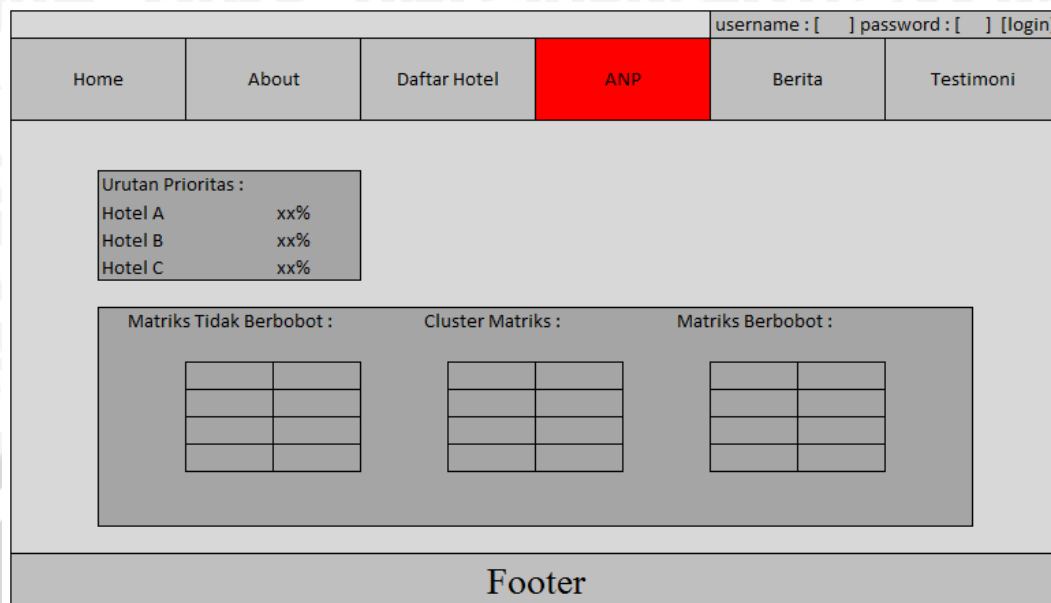 username : [ ] password : [ ] [login]
Home About Daftar Hotel ANP Berita Testimoni
Urutan Prioritas :
Hotel A xx%
Hotel B xx%
Hotel C xx%
Matriks Tidak Berbobot : Cluster Matriks : Matriks Berbobot :
Footer